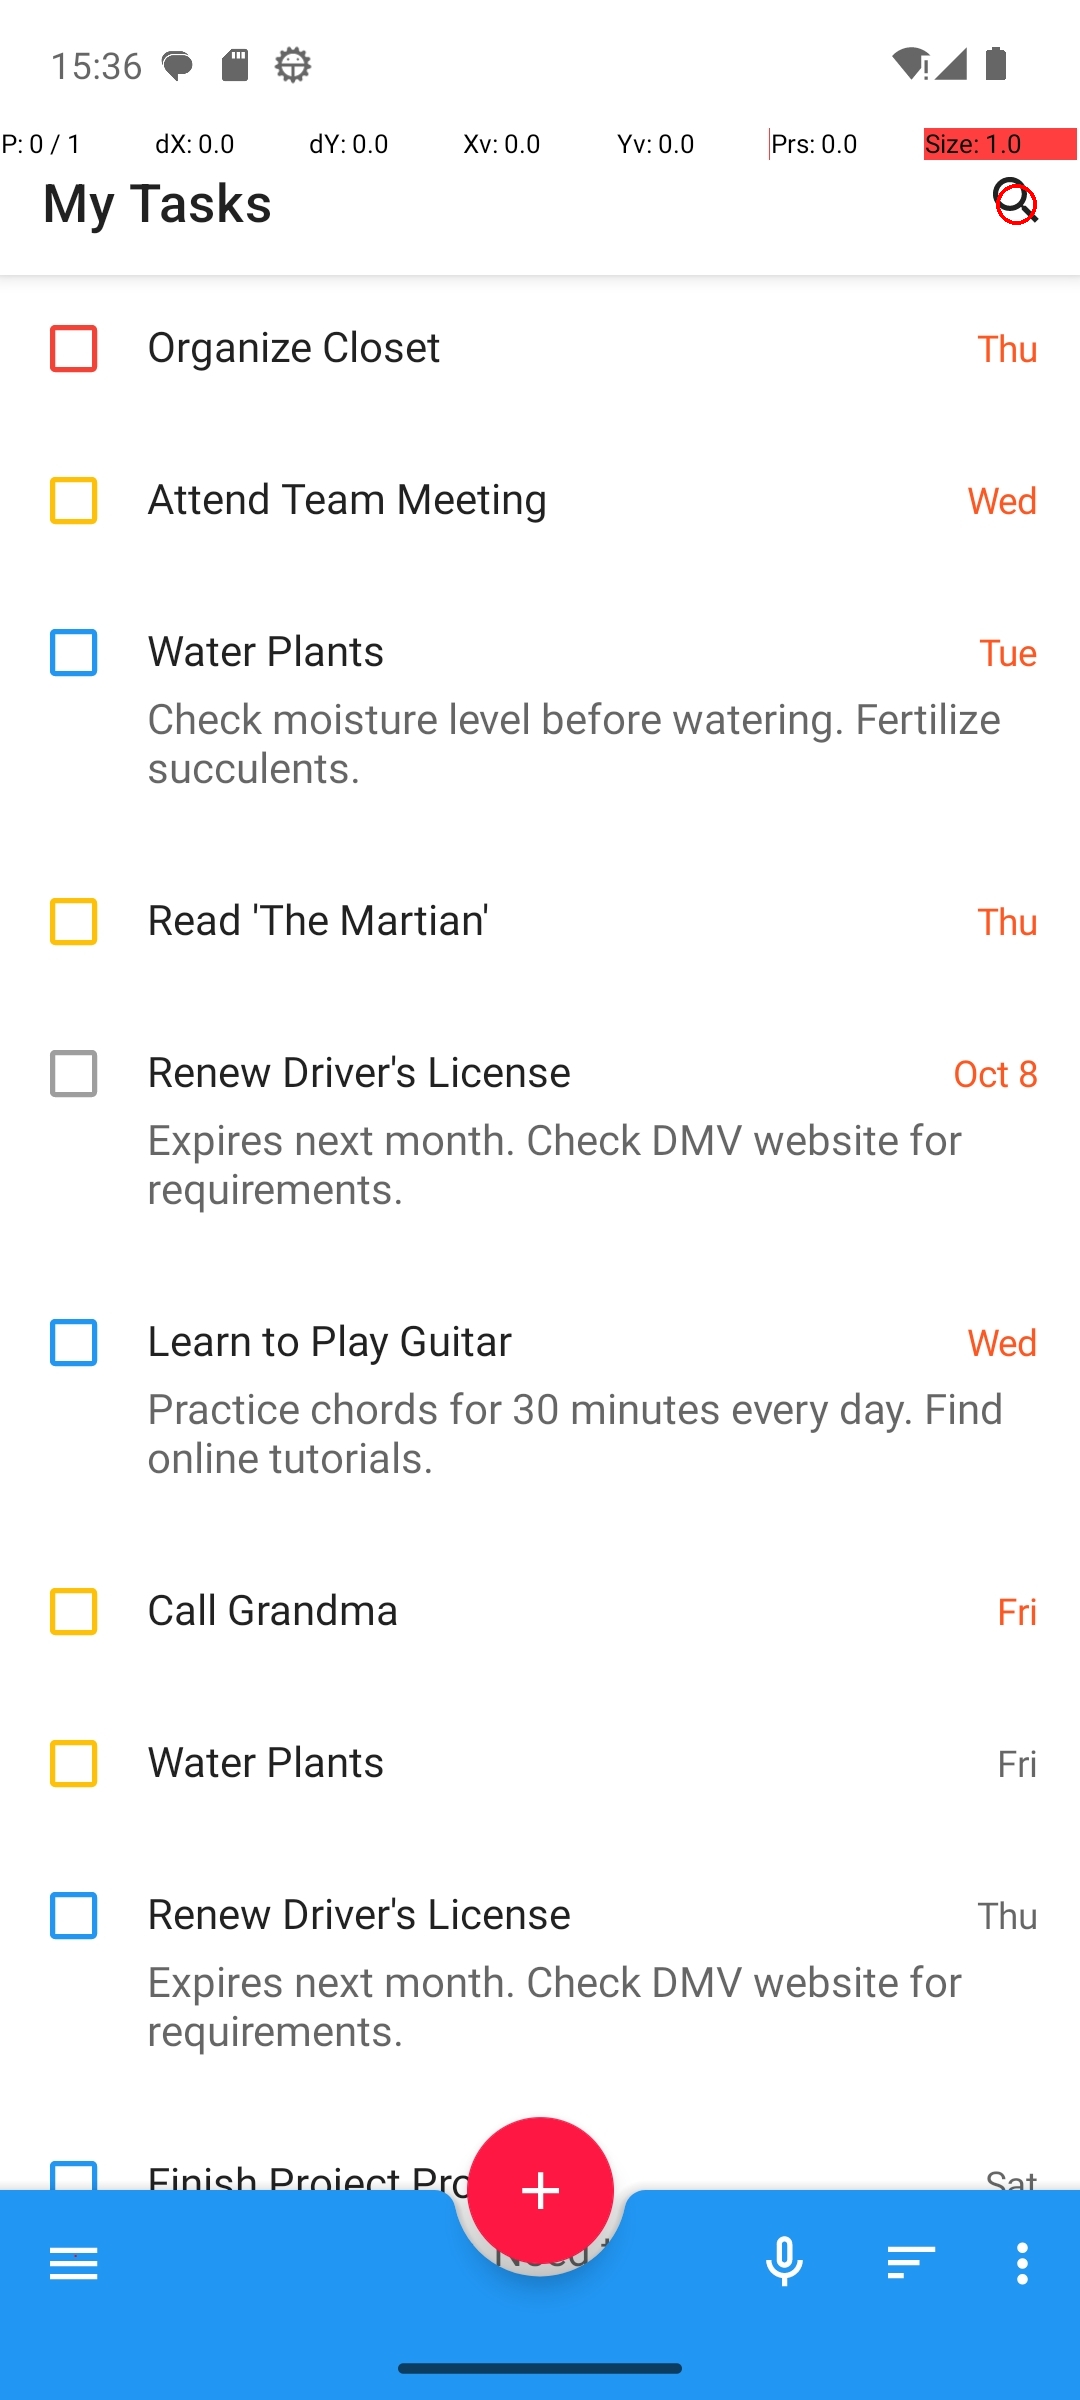 15:36
P: 0 / 1 dX: 0.0 dY: 0.0 Xv: 0.0 Yv: 0.0 Prs: 0.0 Size: 1.0
My Tasks
Organize Closet Thu
Attend Team Meeting Wed
Water Plants Tue
Check moisture level before watering. Fertilize
succulents.
Read 'The Martian' Thu
Renew Driver's License Oct 8
Expires next month. Check DMV website for
requirements.
Learn to Play Guitar Wed
Practice chords for 30 minutes every day. Find
online tutorials.
Call Grandma Fri
Water Plants Fri
Renew Driver's License Thu
Expires next month. Check DMV website for
requirements.
Finish Project Sat